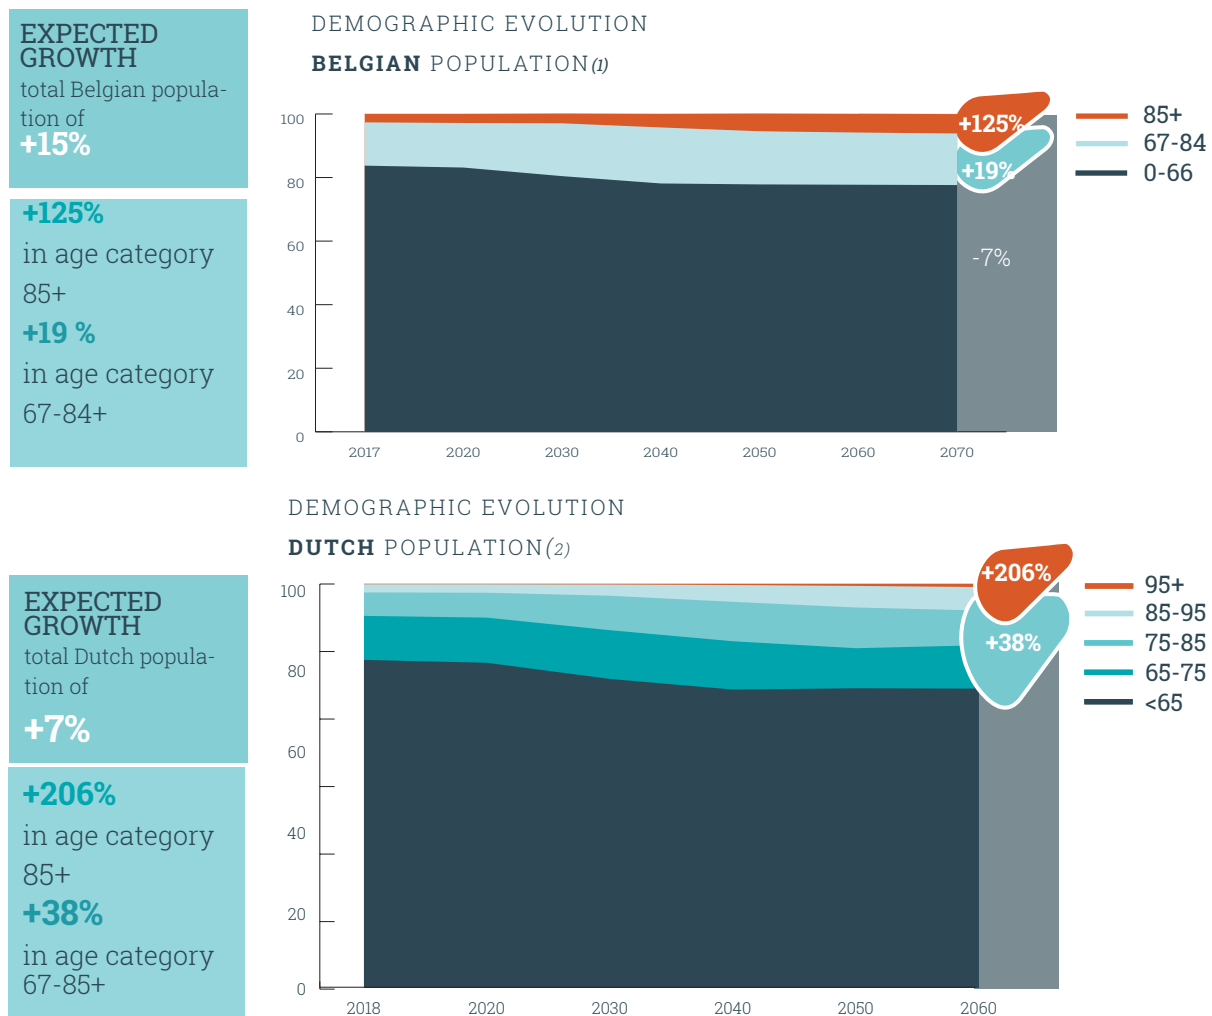 EXPECTED
GROWTH
total Belgian popula-
tion of
+15%
+125%
in age category
85+
+19 %
in age category
67-84+
DEMOGRAPHIC EVOLUTION
BELGIAN POPULATION(1)
100
80
60
40
20
0
2017 2020 2030 2040 2050 2060 2070
+125%
+19%
-7%
85+
67-84
0-66
EXPECTED
GROWTH
total Dutch popula-
tion of
+7%
+206%
in age category
85+
+38%
in age category
67-85+
DEMOGRAPHIC EVOLUTION
DUTCH POPULATION(2)
100
80
60
40
20
0
2018 2020 2030 2040 2050 2060
+206%
+38%
95+
85-95
75-85
65-75
<65